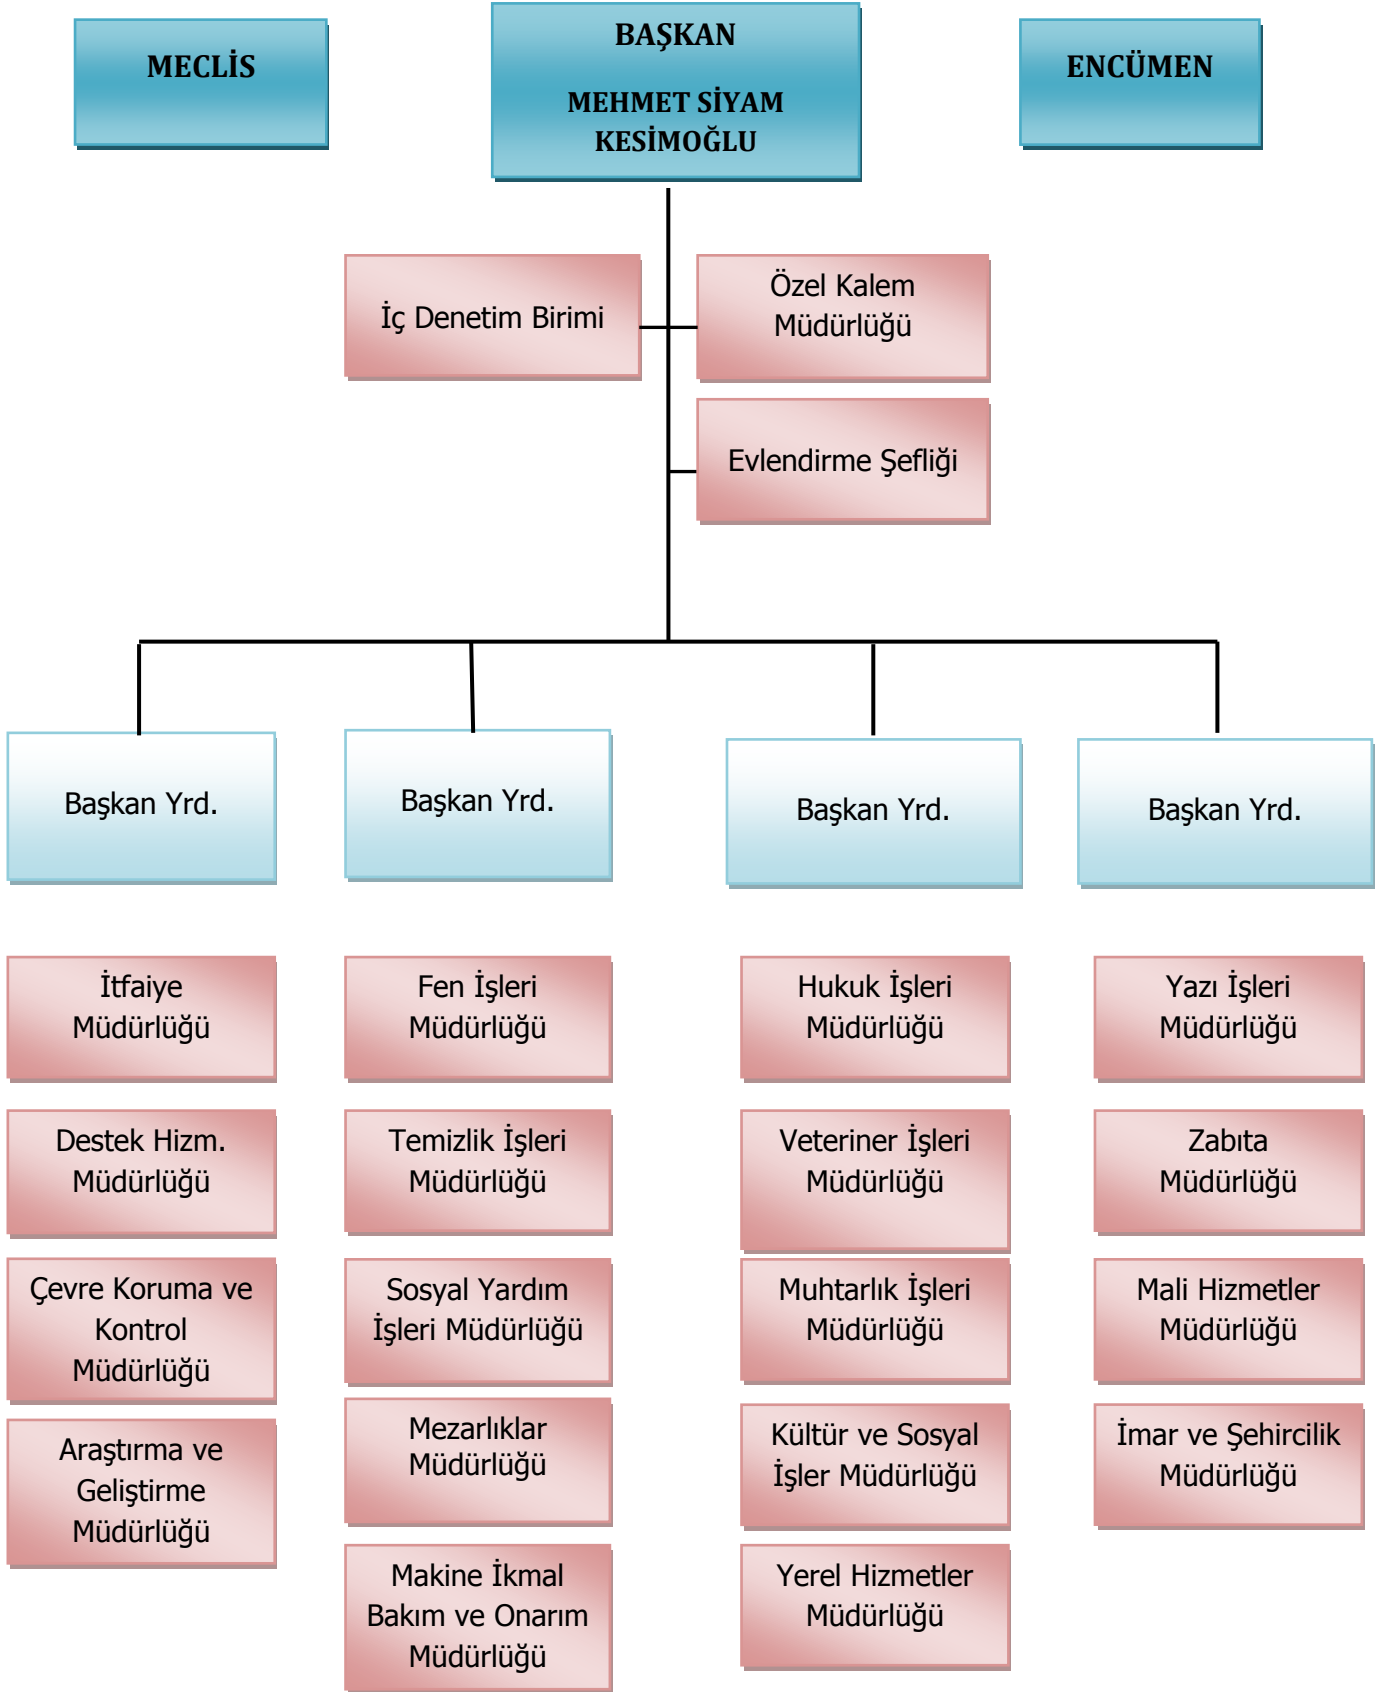 MECLİS
BAŞKAN
MEHMET SİYAM
KESİMOĞLU
ENCÜMEN
İç Denetim Birimi
Özel Kalem
Müdürlüğü
Evlendirme Şefliği
Başkan Yrd.
Başkan Yrd.
Başkan Yrd.
Başkan Yrd.
İtfaiye
Müdürlüğü
Fen İşleri
Müdürlüğü
Hukuk İşleri
Müdürlüğü
Yazı İşleri
Müdürlüğü
Destek Hizm.
Müdürlüğü
Temizlik İşleri
Müdürlüğü
Veteriner İşleri
Müdürlüğü
Zabıta
Müdürlüğü
Çevre Koruma ve
Kontrol
Müdürlüğü
Sosyal Yardım
İşleri Müdürlüğü
Muhtarlık İşleri
Müdürlüğü
Mali Hizmetler
Müdürlüğü
Araştırma ve
Geliştirme
Müdürlüğü
Mezarlıklar
Müdürlüğü
Kültür ve Sosyal
İşler Müdürlüğü
İmar ve Şehircilik
Müdürlüğü
Makine İkmal
Bakım ve Onarım
Müdürlüğü
Yerel Hizmetler
Müdürlüğü